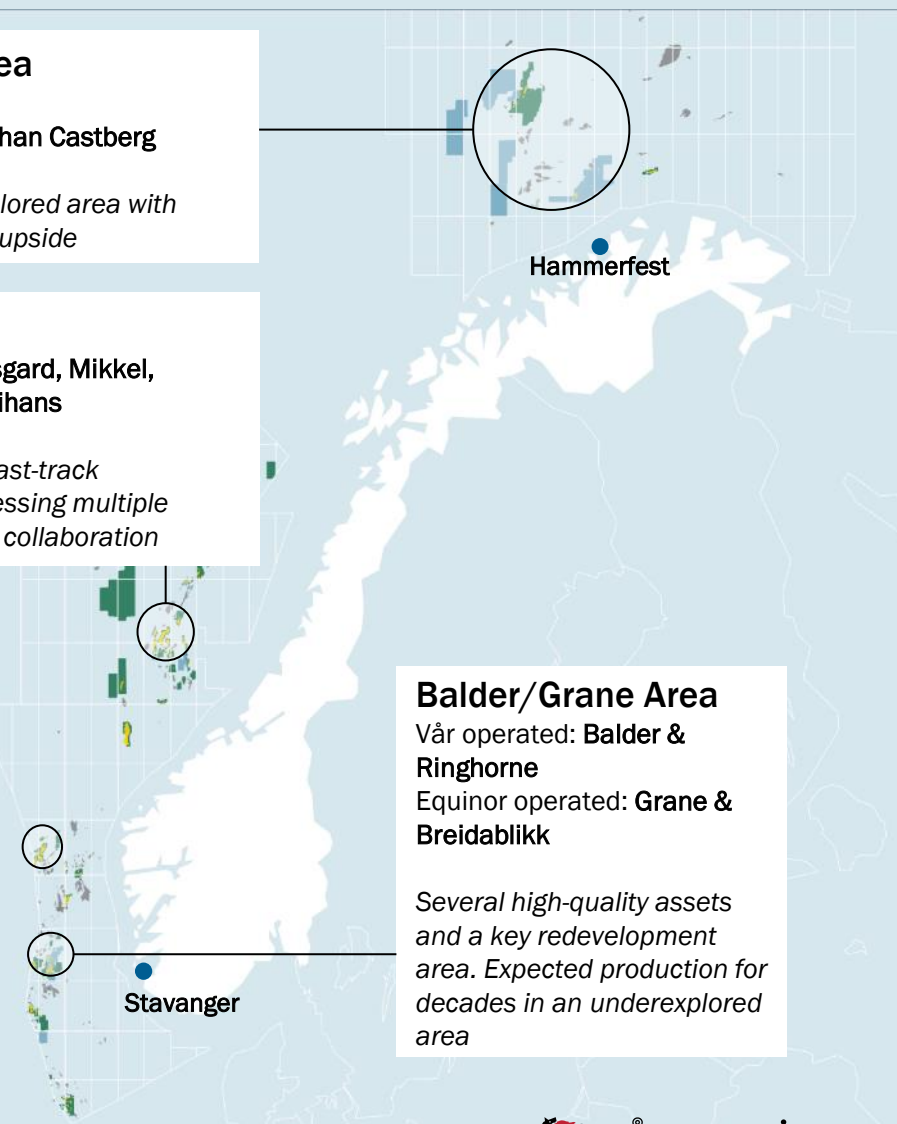 ea
han Castberg
lored area with
upside
Hammerfest
sgard, Mikkel,
ihans
ast-track
essing multiple
collaboration
Balder/Grane Area
Vår operated: Balder &
Ringhorne
Equinor operated: Grane &
Breidablikk
Several high-quality assets
and a key redevelopment
area. Expected production for
decades in an underexplored
area
Stavanger